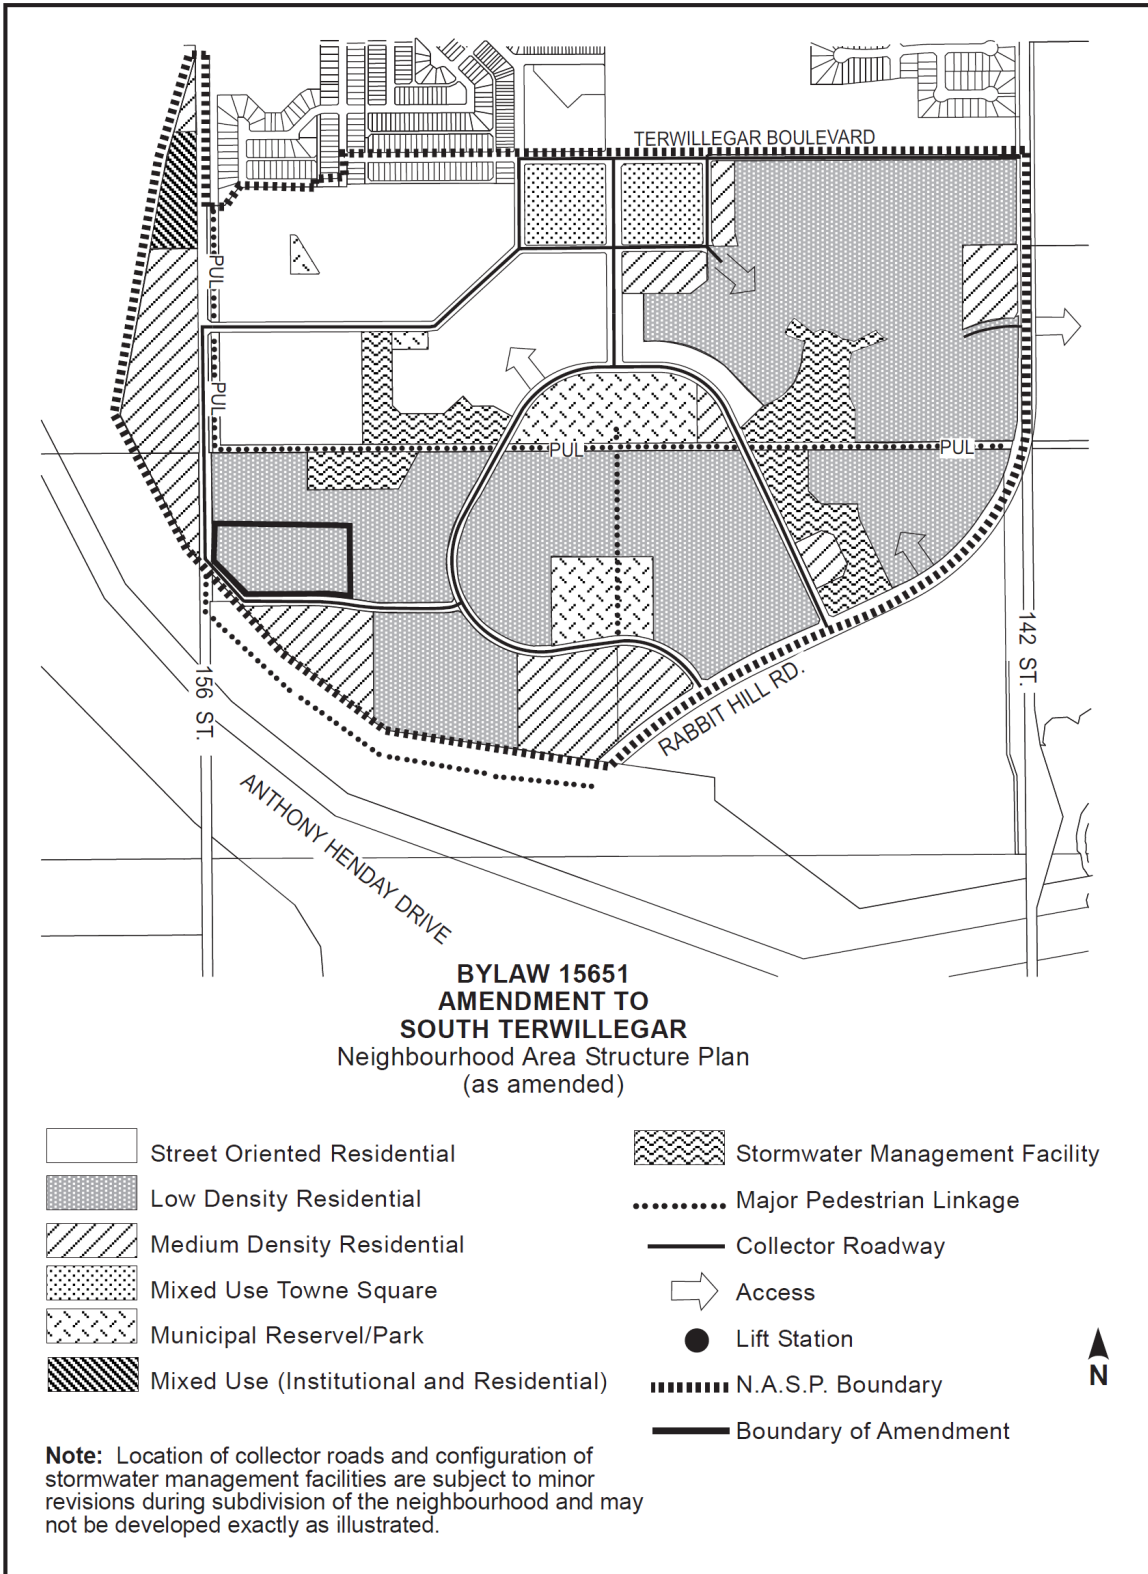 TERWILLEGAR BOULEVARD
PUL
PUL
PUL
PUL
142 ST.
156 ST.
RABBIT HILL RD.
ANTHONY HENDAY DRIVE
BYLAW 15651
AMENDMENT TO
SOUTH TERWILLEGAR
Neighbourhood Area Structure Plan
(as amended)
Street Oriented Residential
Low Density Residential
Medium Density Residential
Mixed Use Towne Square
Municipal Reservel/Park
Mixed Use (Institutional and Residential)
Stormwater Management Facility
Major Pedestrian Linkage
Collector Roadway
Access
Lift Station
N.A.S.P. Boundary
Boundary of Amendment
N
Note: Location of collector roads and configuration of
stormwater management facilities are subject to minor
revisions during subdivision of the neighbourhood and may
not be developed exactly as illustrated.